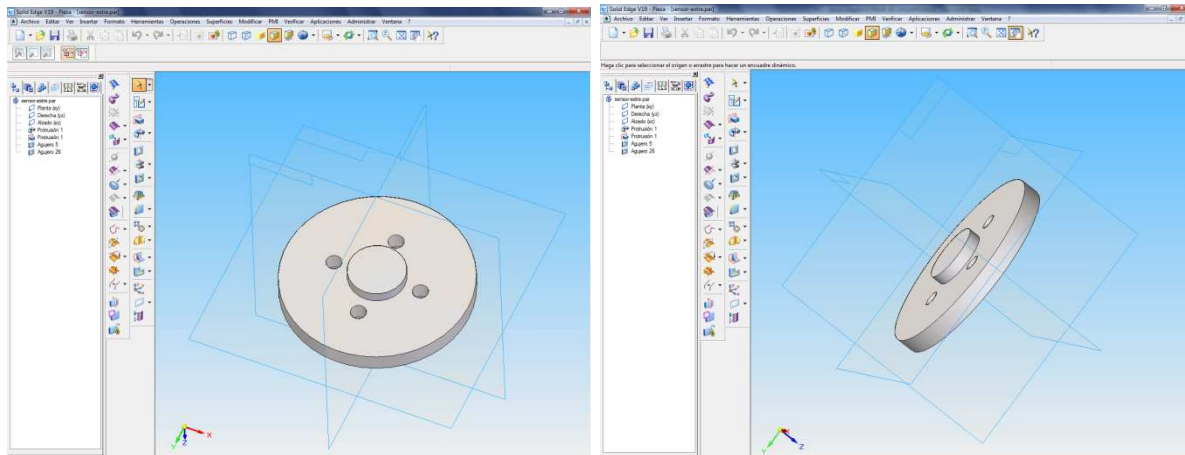 Solid Edge V19 - Pieza - [sensor-estre.par]
Archivo Editar Ver Insertar Formato Herramientas Operaciones Superficies Modificar PMI Verificar Aplicaciones Administrar Ventana ?
sensor-estre.par
Planta (xy)
Derecha (yz)
Alzado (xz)
Protrusión 1
Protrusión 1
Agujero 5
Agujero 26
X
Y
Z
Solid Edge V19 - Pieza - [sensor-estre.par]
Archivo Editar Ver Insertar Formato Herramientas Operaciones Superficies Modificar PMI Verificar Aplicaciones Administrar Ventana ?
Haga clic para seleccionar el origen o arrastre para hacer un encuadre dinámico.
sensor-estre.par
Planta (xy)
Derecha (yz)
Alzado (xz)
Protrusión 1
Protrusión 1
Agujero 5
Agujero 26
Y
Z